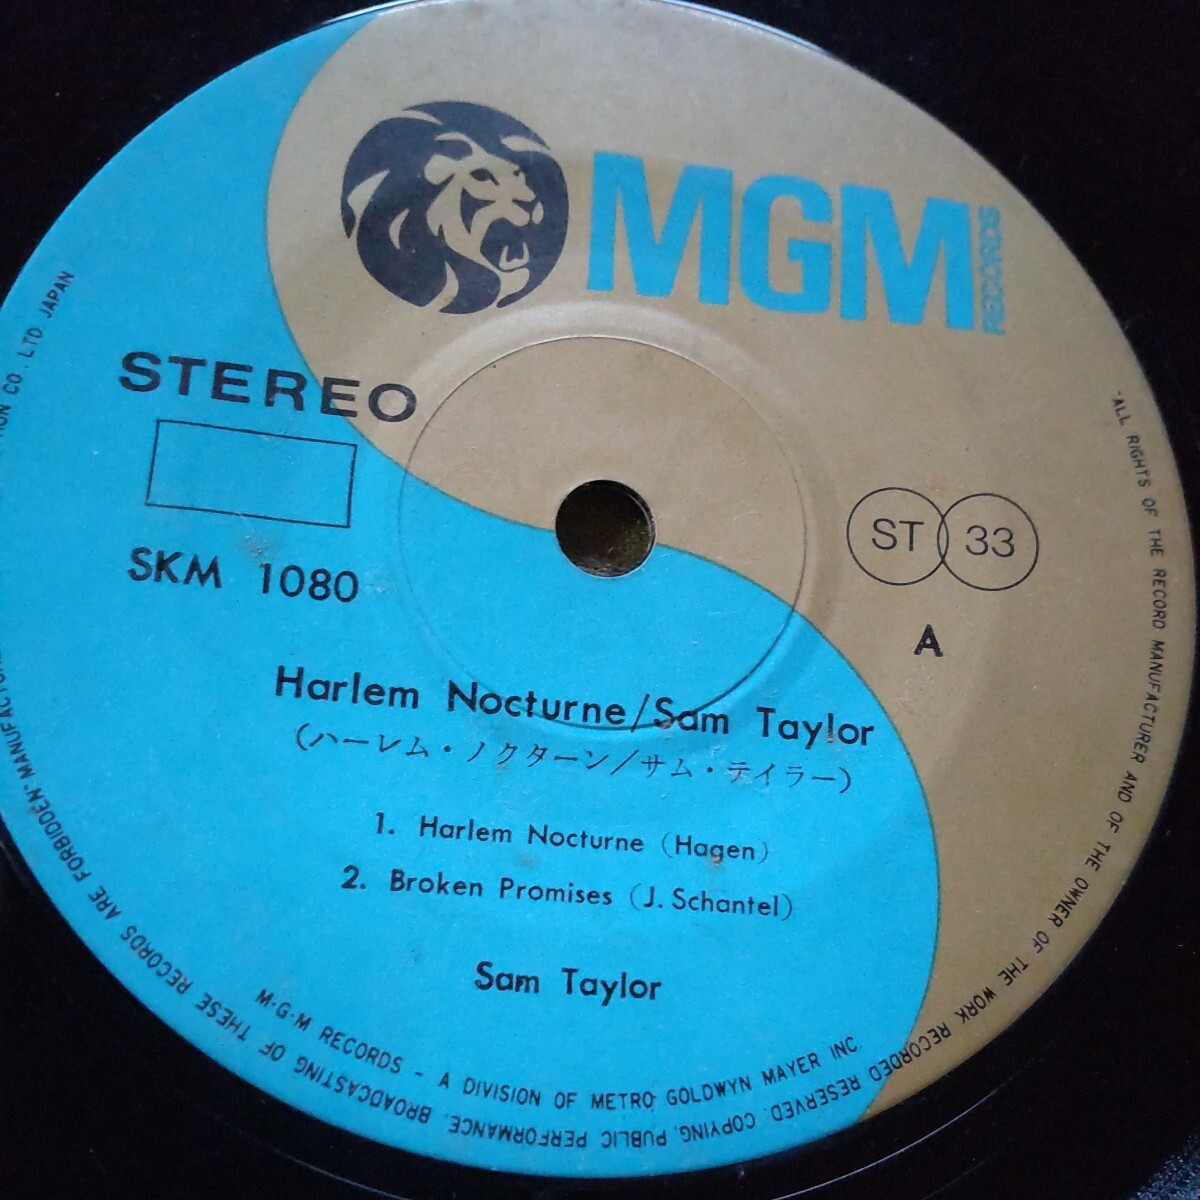 MGM
RECORDS
STEREO
SKM 1080
ST 33
A
Harlem Nocturne/Sam Taylor
(ハーレム・ノクターン/サム・テイラー)
1. Harlem Nocturne (Hagen)
2. Broken Promises (J. Schantel)
Sam Taylor
M-G-M RECORDS - A DIVISION OF METRO GOLDWYN MAYER INC.
"ALL RIGHTS OF THE RECORD MANUFACTURER AND OF THE OWNER OF THE WORK RECORDED RESERVED. COPYING, PUBLIC PERFORMANCE, BROADCASTING OF THESE RECORDS ARE FORBIDDEN" CO., LTD JAPAN